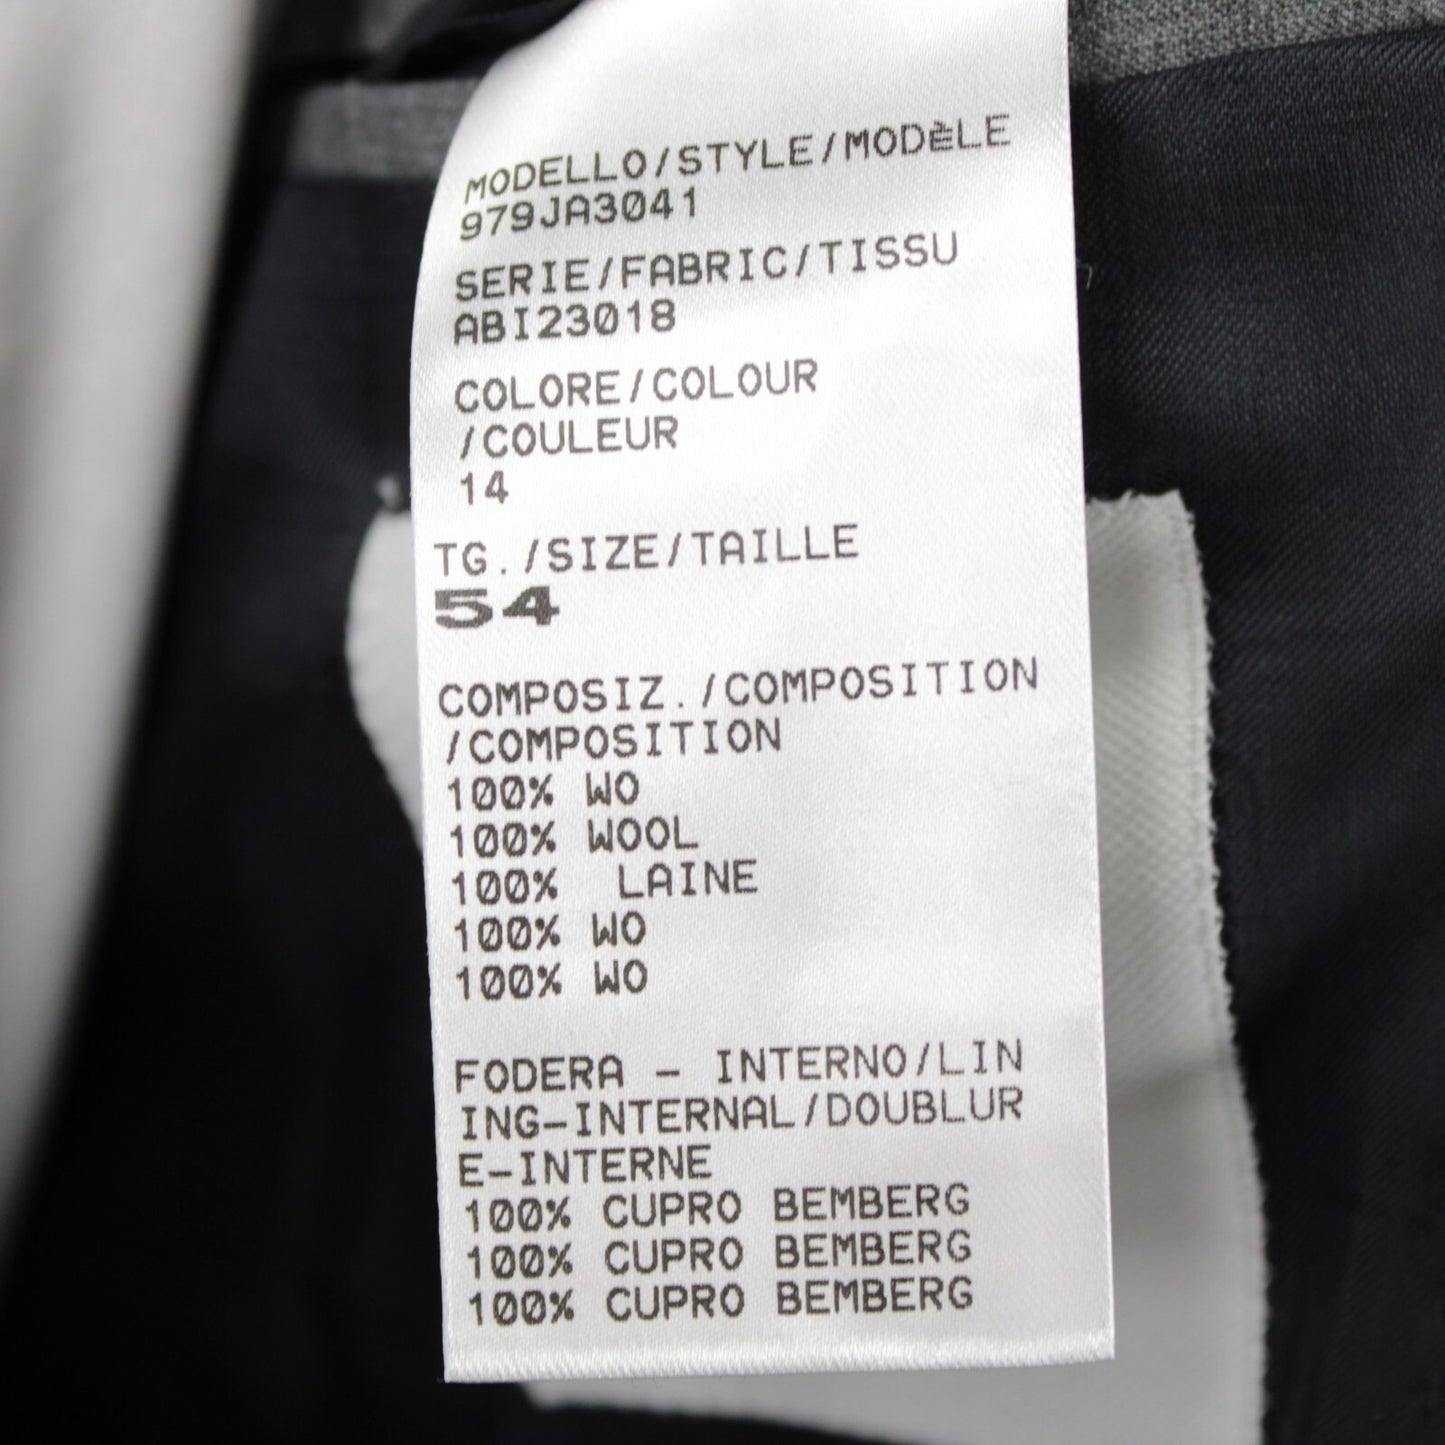 MODELLO/STYLE/MODèLE
979JA3041
SERIE/FABRIC/TISSU
ABI23018
COLORE/COLOUR
/COULEUR
14
TG./SIZE/TAILLE
54
COMPOSIZ./COMPOSITION
/COMPOSITION
100% WO
100% WOOL
100% LAINE
100% WO
100% WO
FODERA - INTERNO/LIN
ING-INTERNAL/DOUBLUR
E-INTERNE
100% CUPRO BEMBERG
100% CUPRO BEMBERG
100% CUPRO BEMBERG